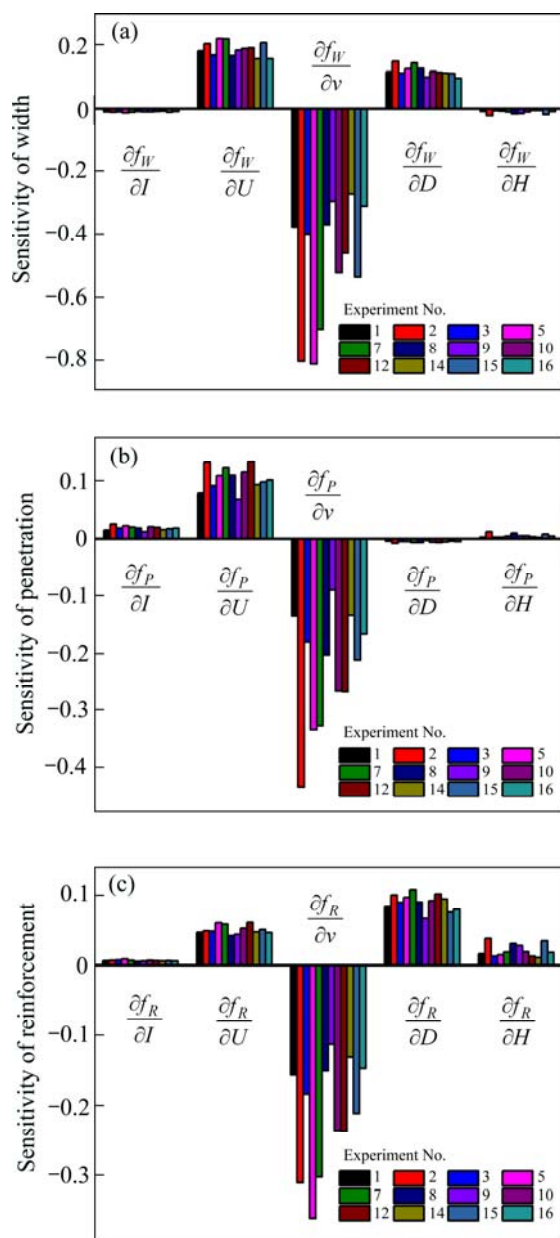 (a)
Sensitivity of width
0.2
0
−0.2
−0.4
−0.6
−0.8
∂f_W/∂I
∂f_W/∂U
∂f_W/∂v
∂f_W/∂D
∂f_W/∂H
Experiment No.
1 2 3 5
7 8 9 10
12 14 15 16
(b)
Sensitivity of penetration
0.1
0
−0.1
−0.2
−0.3
−0.4
∂f_P/∂I
∂f_P/∂U
∂f_P/∂v
∂f_P/∂D
∂f_P/∂H
Experiment No.
1 2 3 5
7 8 9 10
12 14 15 16
(c)
Sensitivity of reinforcement
0.1
0
−0.1
−0.2
−0.3
∂f_R/∂I
∂f_R/∂U
∂f_R/∂v
∂f_R/∂D
∂f_R/∂H
Experiment No.
1 2 3 5
7 8 9 10
12 14 15 16